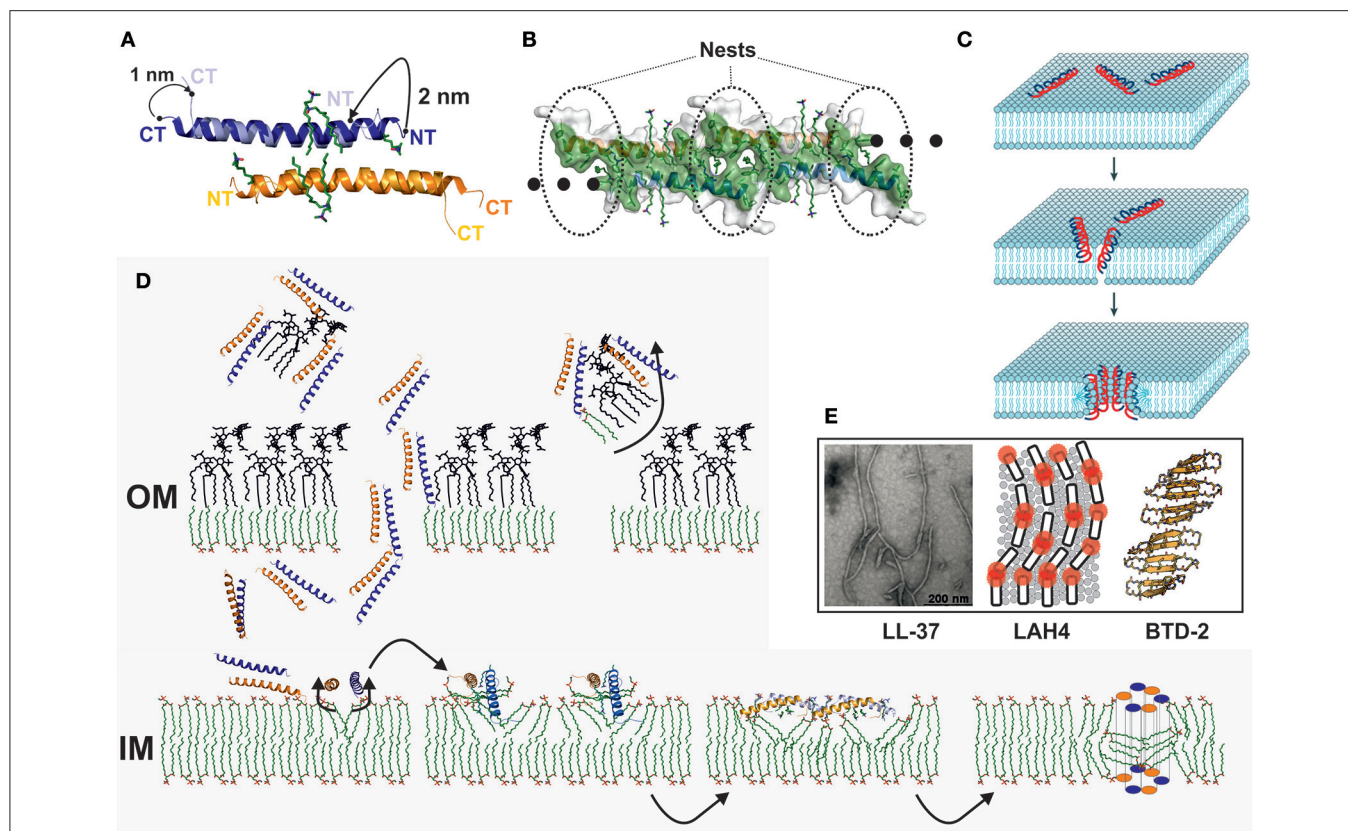 A
CT
1 nm
NT
2 nm
CT
NT
NT
CT
CT
B
Nests
C
D
OM
E
200 nm
LL-37
LAH4
BTD-2
IM